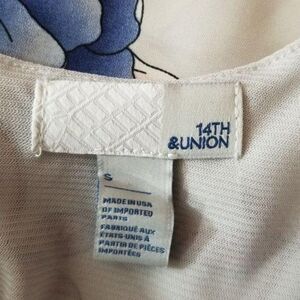 14TH
&UNION
S
MADE IN USA
OF IMPORTED
PARTS
FABRIQUÉ AUX
ÉTATS-UNIS À
PARTIR DE PIÈCES
IMPORTÉES